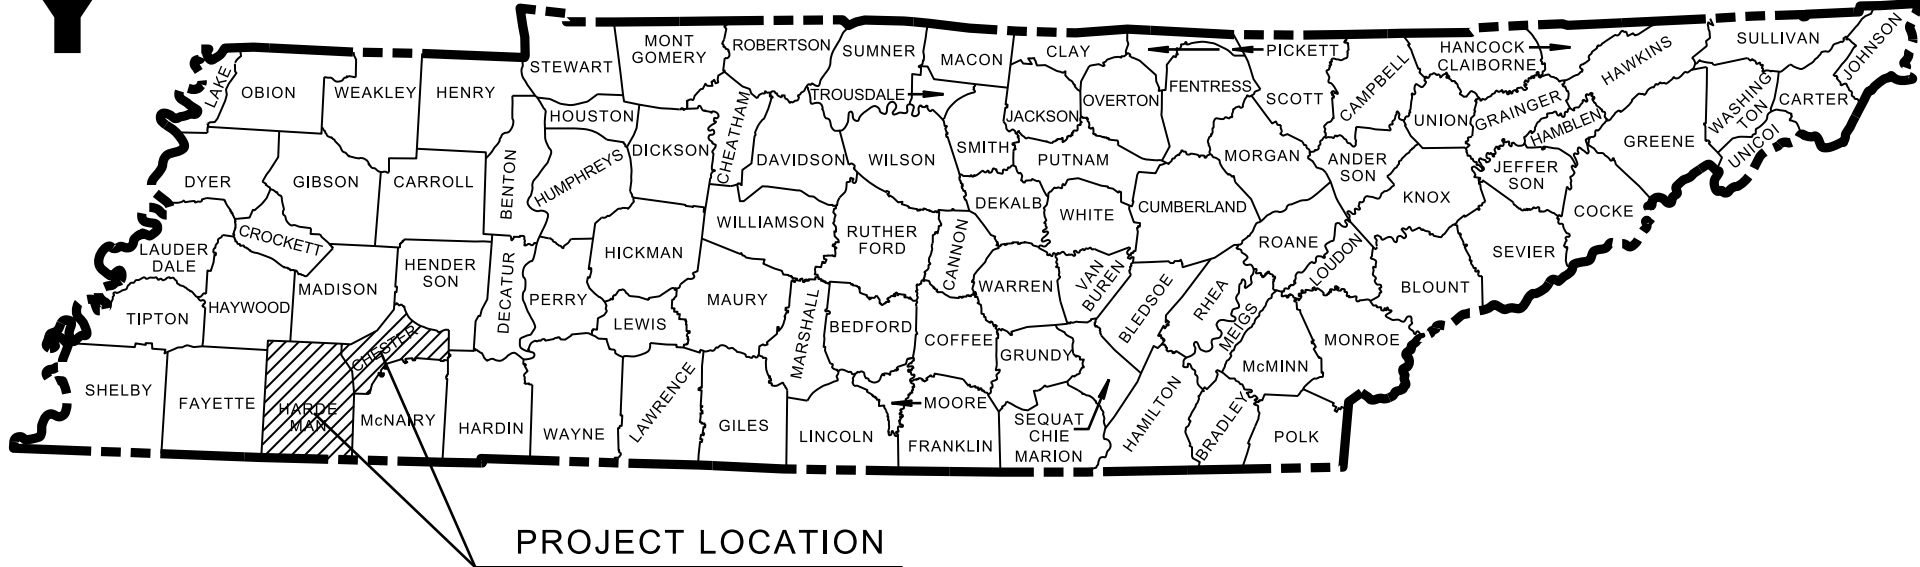 LAKE
OBION
WEAKLEY
HENRY
STEWART
MONT
GOMERY
ROBERTSON
SUMNER
MACON
CLAY
PICKETT
HANCOCK
CLAIBORNE
HAWKINS
SULLIVAN
JOHNSON
HOUSTON
DICKSON
CHEATHAM
TROUSDALE
JACKSON
OVERTON
FENTRESS
SCOTT
CAMPBELL
UNION
GRAINGER
HAMBLEN
WASHING
TON
CARTER
UNICOI
GREENE
DYER
GIBSON
CARROLL
BENTON
HUMPHREYS
DAVIDSON
WILSON
SMITH
PUTNAM
MORGAN
ANDER
SON
KNOX
JEFFER
SON
COCKE
CROCKETT
LAUDER
DALE
HAYWOOD
MADISON
HENDER
SON
DECATUR
PERRY
HICKMAN
WILLIAMSON
RUTHER
FORD
CANNON
DEKALB
WHITE
CUMBERLAND
ROANE
LOUDON
BLOUNT
SEVIER
TIPTON
CHESTER
LEWIS
MAURY
MARSHALL
BEDFORD
COFFEE
WARREN
VAN
BUREN
BLEDSOE
RHEA
MEIGS
McMINN
MONROE
SHELBY
FAYETTE
HARDE
MAN
McNAIRY
HARDIN
WAYNE
LAWRENCE
GILES
LINCOLN
MOORE
FRANKLIN
GRUNDY
SEQUAT
CHIE
MARION
HAMILTON
BRADLEY
POLK
PROJECT LOCATION